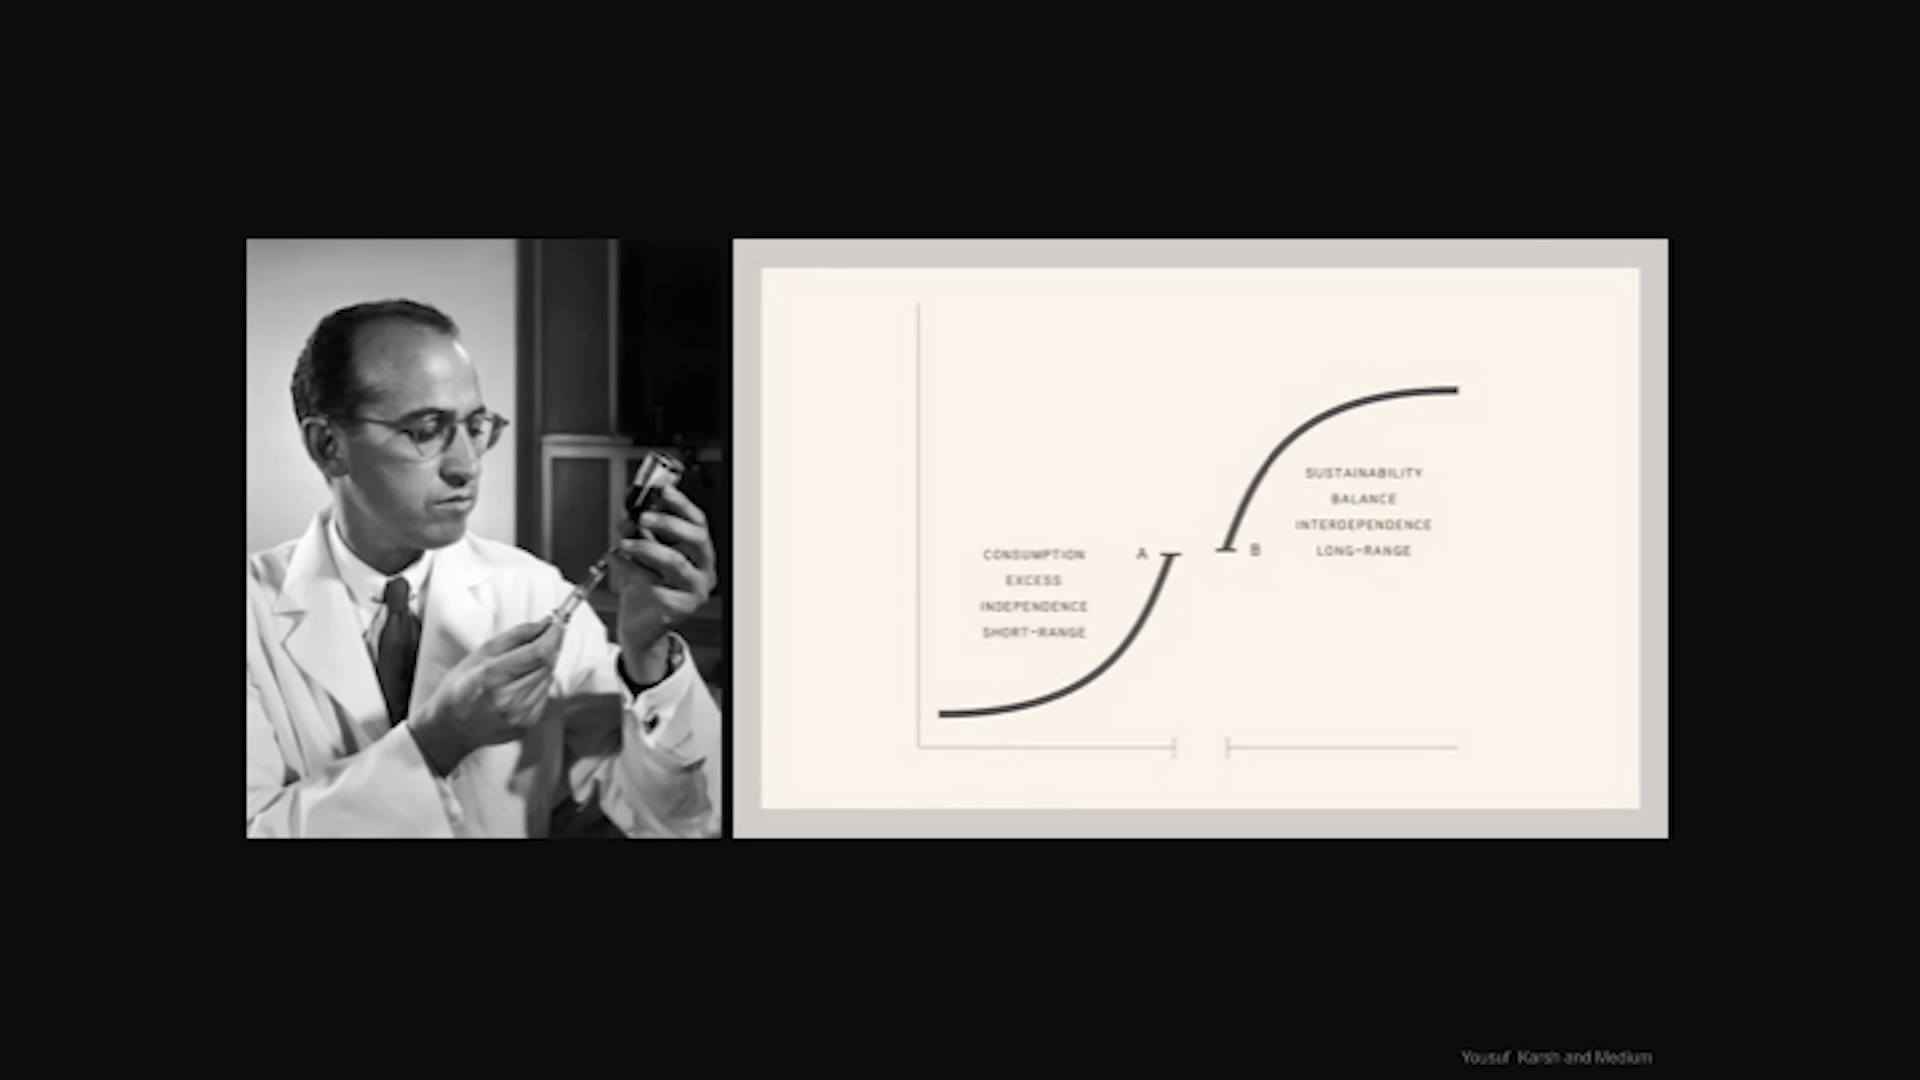 CONSUMPTION
EXCESS
INDEPENDENCE
SHORT-RANGE
A
B
SUSTAINABILITY
BALANCE
INTERDEPENDENCE
LONG-RANGE
Yousuf Karsh and Medium